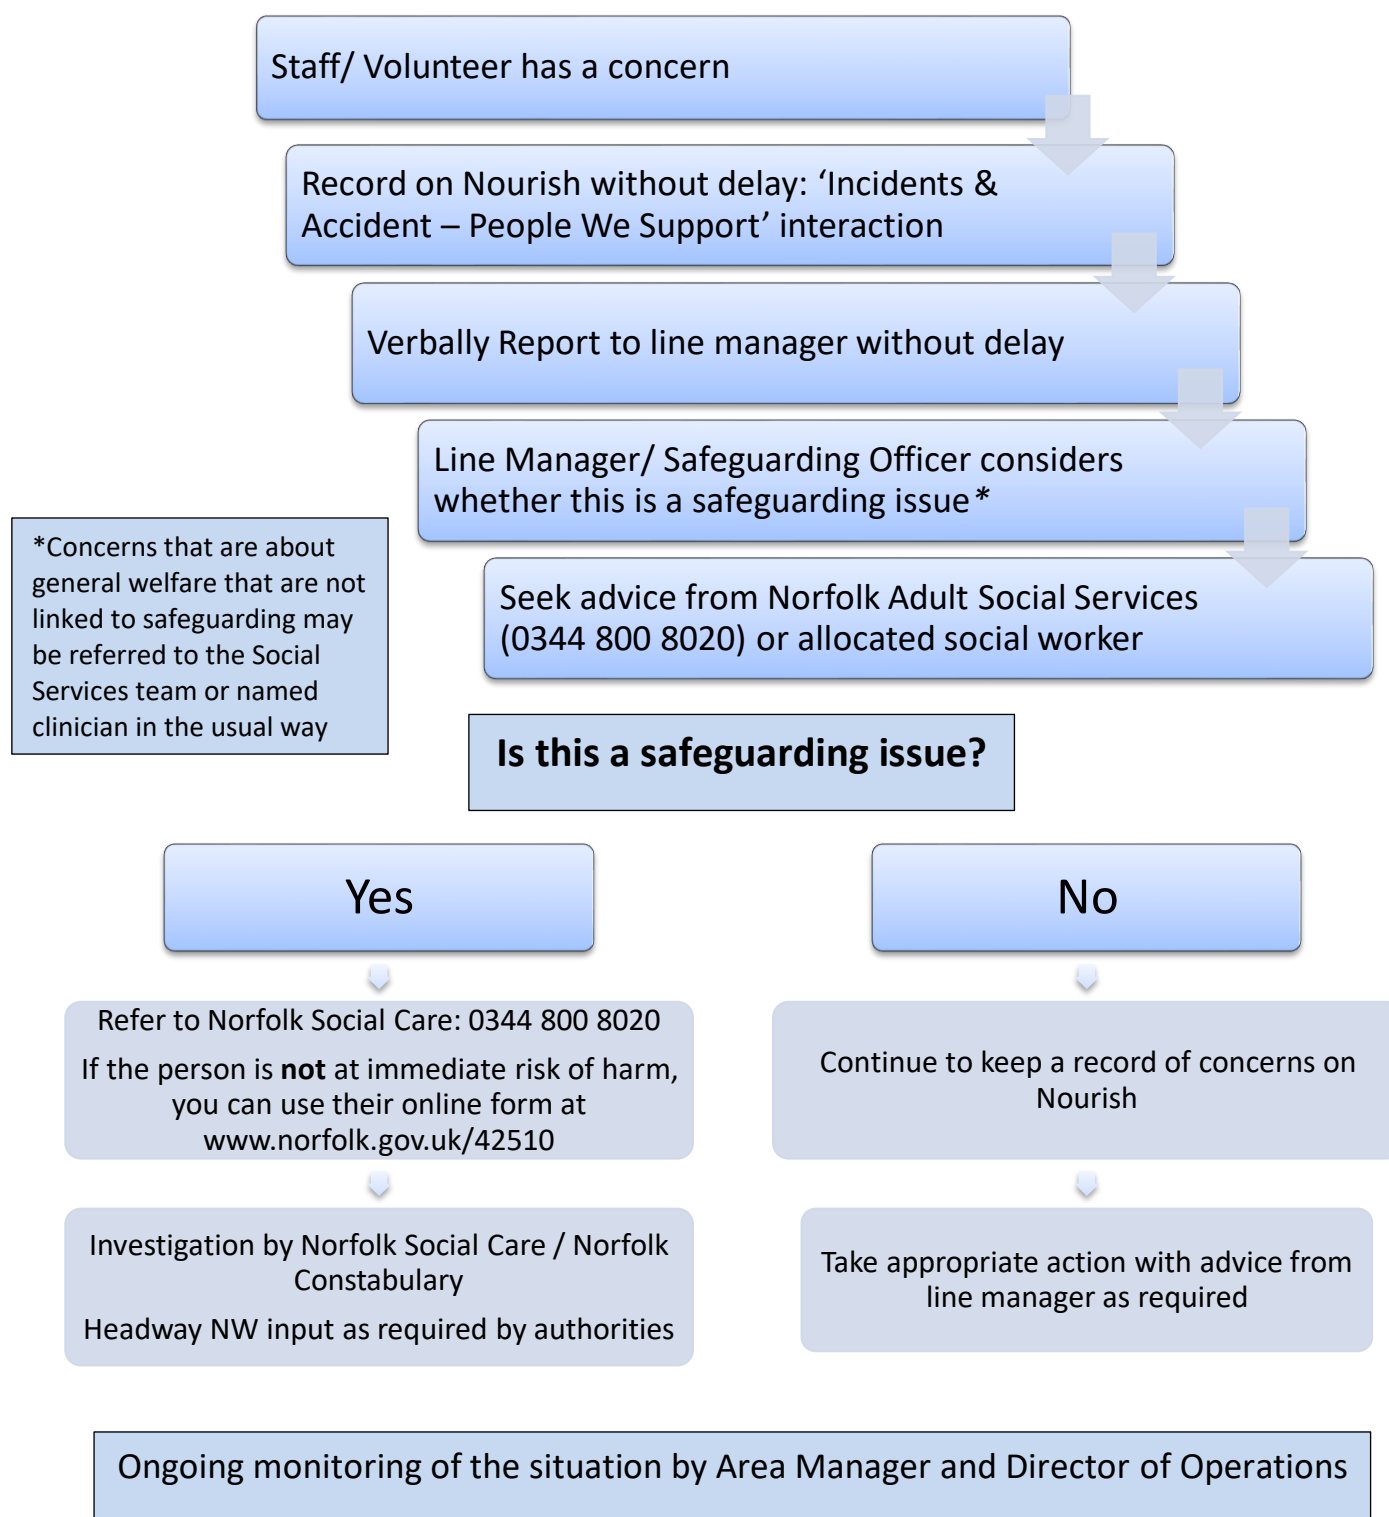 Staff/ Volunteer has a concern
Record on Nourish without delay: ‘Incidents &
Accident – People We Support’ interaction
Verbally Report to line manager without delay
Line Manager/ Safeguarding Officer considers
whether this is a safeguarding issue*
*Concerns that are about
general welfare that are not
linked to safeguarding may
be referred to the Social
Services team or named
clinician in the usual way
Seek advice from Norfolk Adult Social Services
(0344 800 8020) or allocated social worker
Is this a safeguarding issue?
Yes
Refer to Norfolk Social Care: 0344 800 8020
If the person is not at immediate risk of harm,
you can use their online form at
www.norfolk.gov.uk/42510
Investigation by Norfolk Social Care / Norfolk
Constabulary
Headway NW input as required by authorities
No
Continue to keep a record of concerns on
Nourish
Take appropriate action with advice from
line manager as required
Ongoing monitoring of the situation by Area Manager and Director of Operations